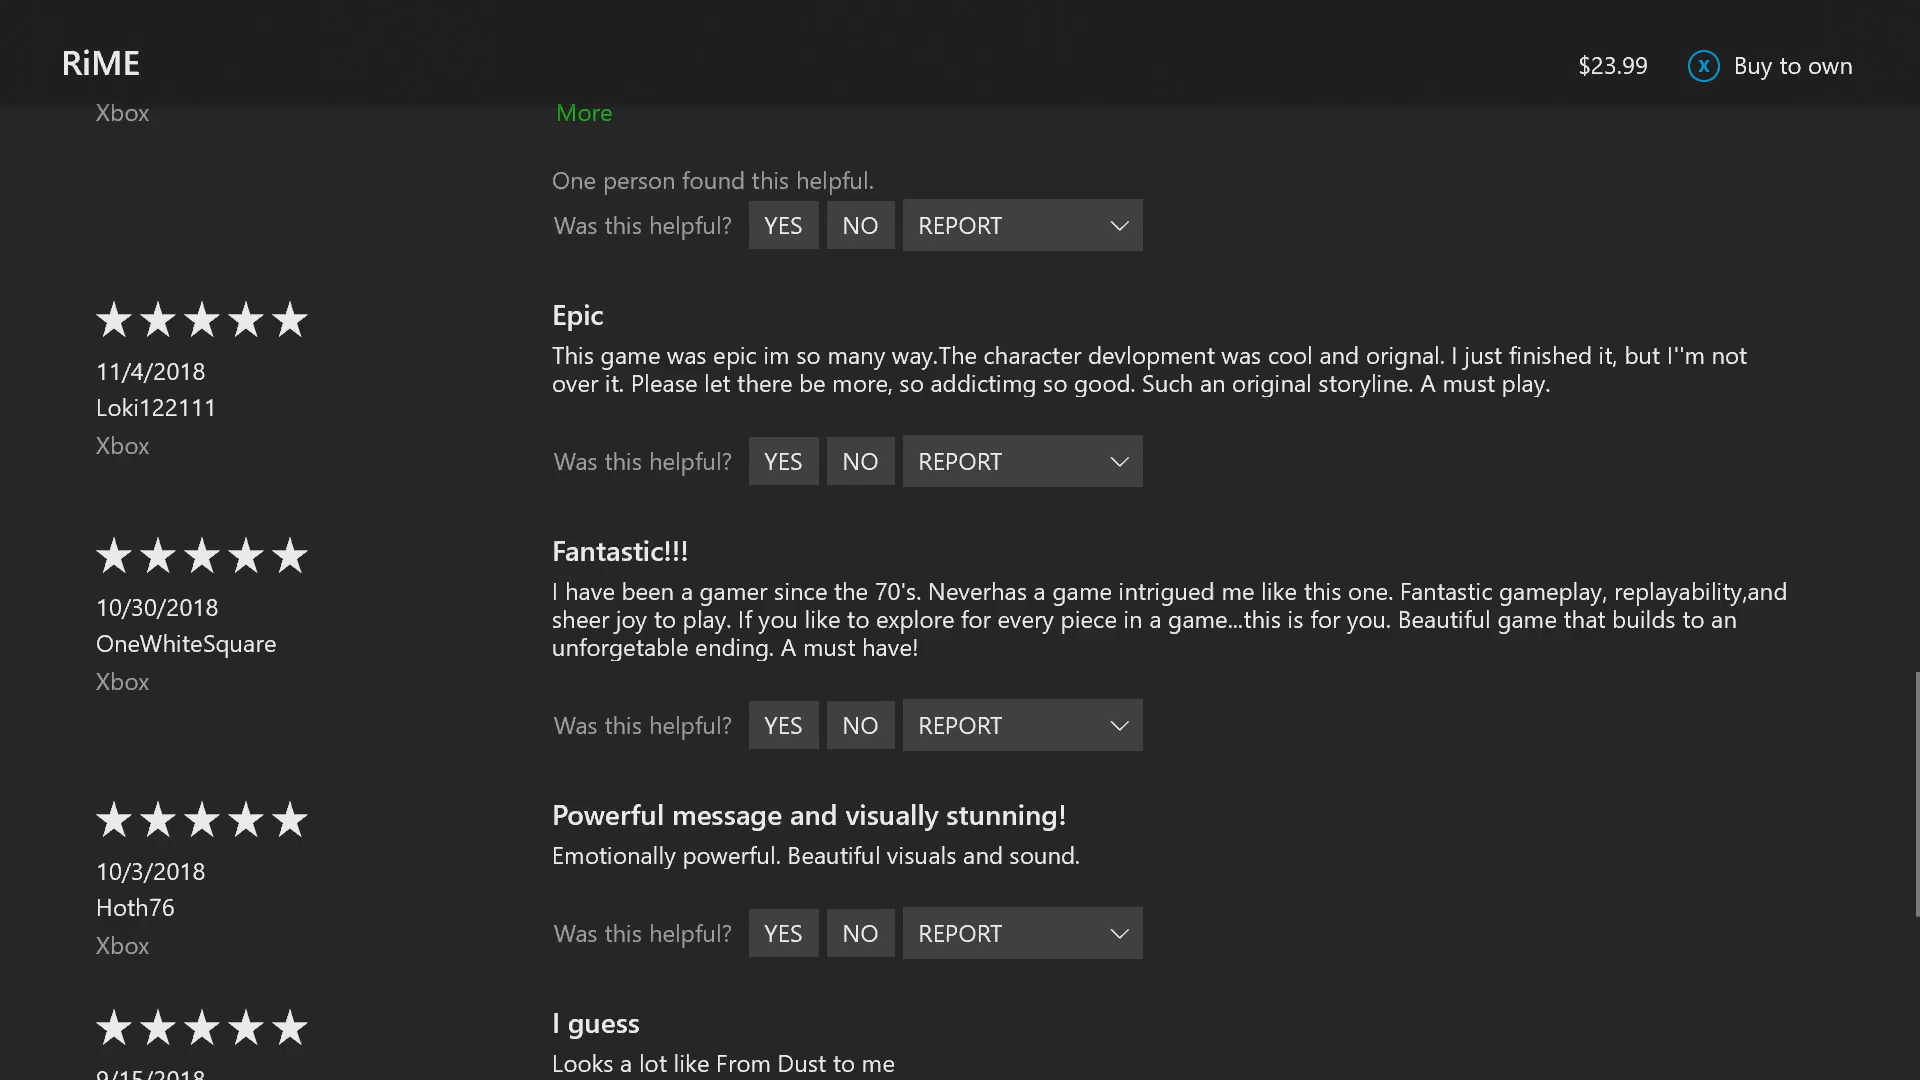 RiME
$23.99
X
Buy to own
Xbox
More
One person found this helpful.
Was this helpful?
YES
NO
REPORT
Epic
This game was epic im so many way.The character devlopment was cool and orignal. I just finished it, but I''m not
over it. Please let there be more, so addictimg so good. Such an original storyline. A must play.
11/4/2018
Loki122111
Xbox
Was this helpful?
YES
NO
REPORT
Fantastic!!!
I have been a gamer since the 70's. Neverhas a game intrigued me like this one. Fantastic gameplay, replayability,and
sheer joy to play. If you like to explore for every piece in a game...this is for you. Beautiful game that builds to an
unforgetable ending. A must have!
10/30/2018
OneWhiteSquare
Xbox
Was this helpful?
YES
NO
REPORT
Powerful message and visually stunning!
Emotionally powerful. Beautiful visuals and sound.
10/3/2018
Hoth76
Xbox
Was this helpful?
YES
NO
REPORT
I guess
Looks a lot like From Dust to me
9/15/2018